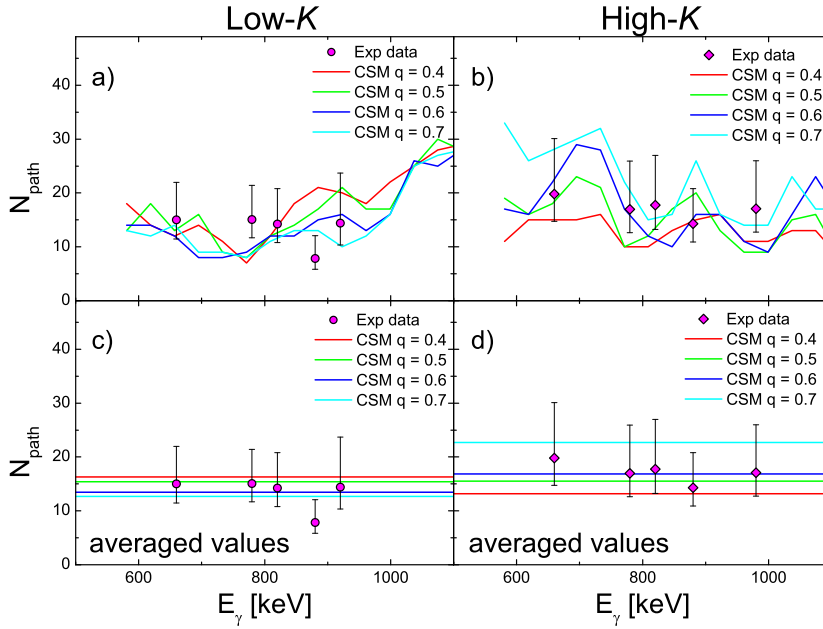 Low-K
High-K
a)
Exp data
CSM q = 0.4
CSM q = 0.5
CSM q = 0.6
CSM q = 0.7
b)
Exp data
CSM q = 0.4
CSM q = 0.5
CSM q = 0.6
CSM q = 0.7
N_path
0
10
20
30
40
c)
Exp data
CSM q = 0.4
CSM q = 0.5
CSM q = 0.6
CSM q = 0.7
averaged values
d)
Exp data
CSM q = 0.4
CSM q = 0.5
CSM q = 0.6
CSM q = 0.7
averaged values
N_path
0
10
20
30
40
600
800
1000
600
800
1000
E_γ [keV]
E_γ [keV]